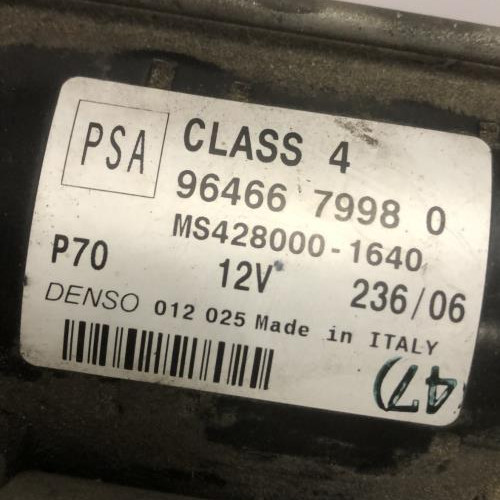 PSA
CLASS 4
96466 7998 0
MS428000-1640
P70
12V
236/06
DENSO 012 025 Made in ITALY
47)